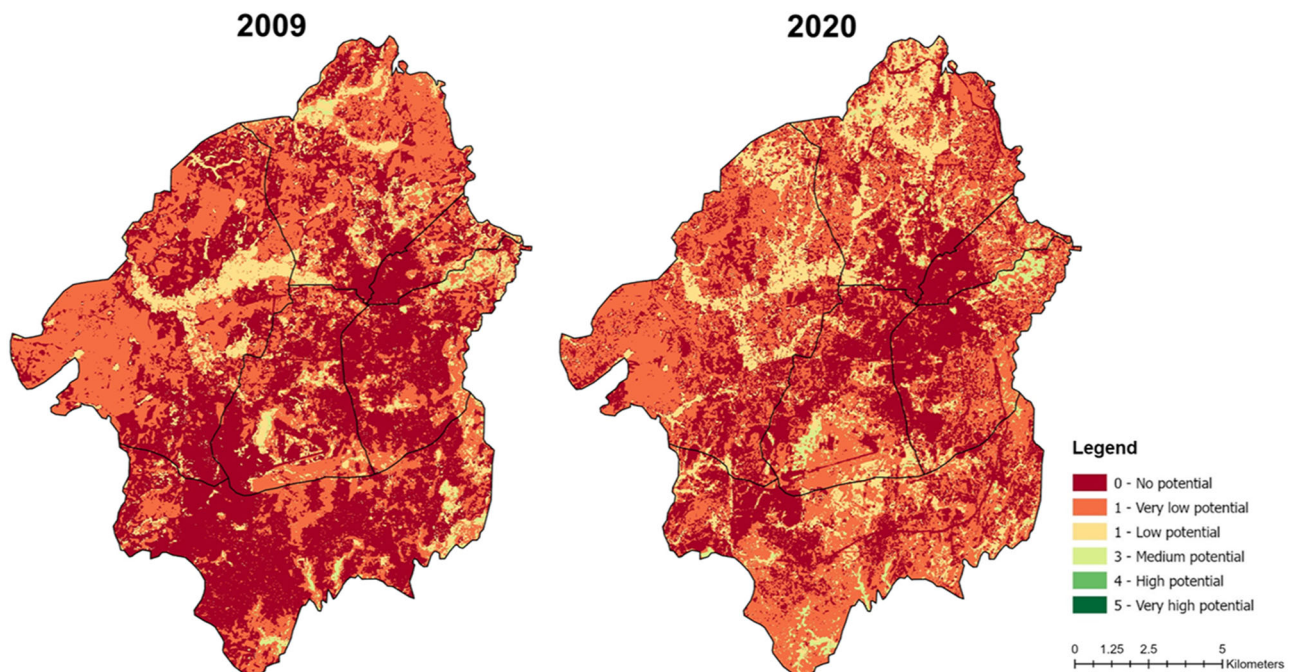 2009
2020
Legend
0 - No potential
1 - Very low potential
1 - Low potential
3 - Medium potential
4 - High potential
5 - Very high potential
0 1.25 2.5 5
Kilometers